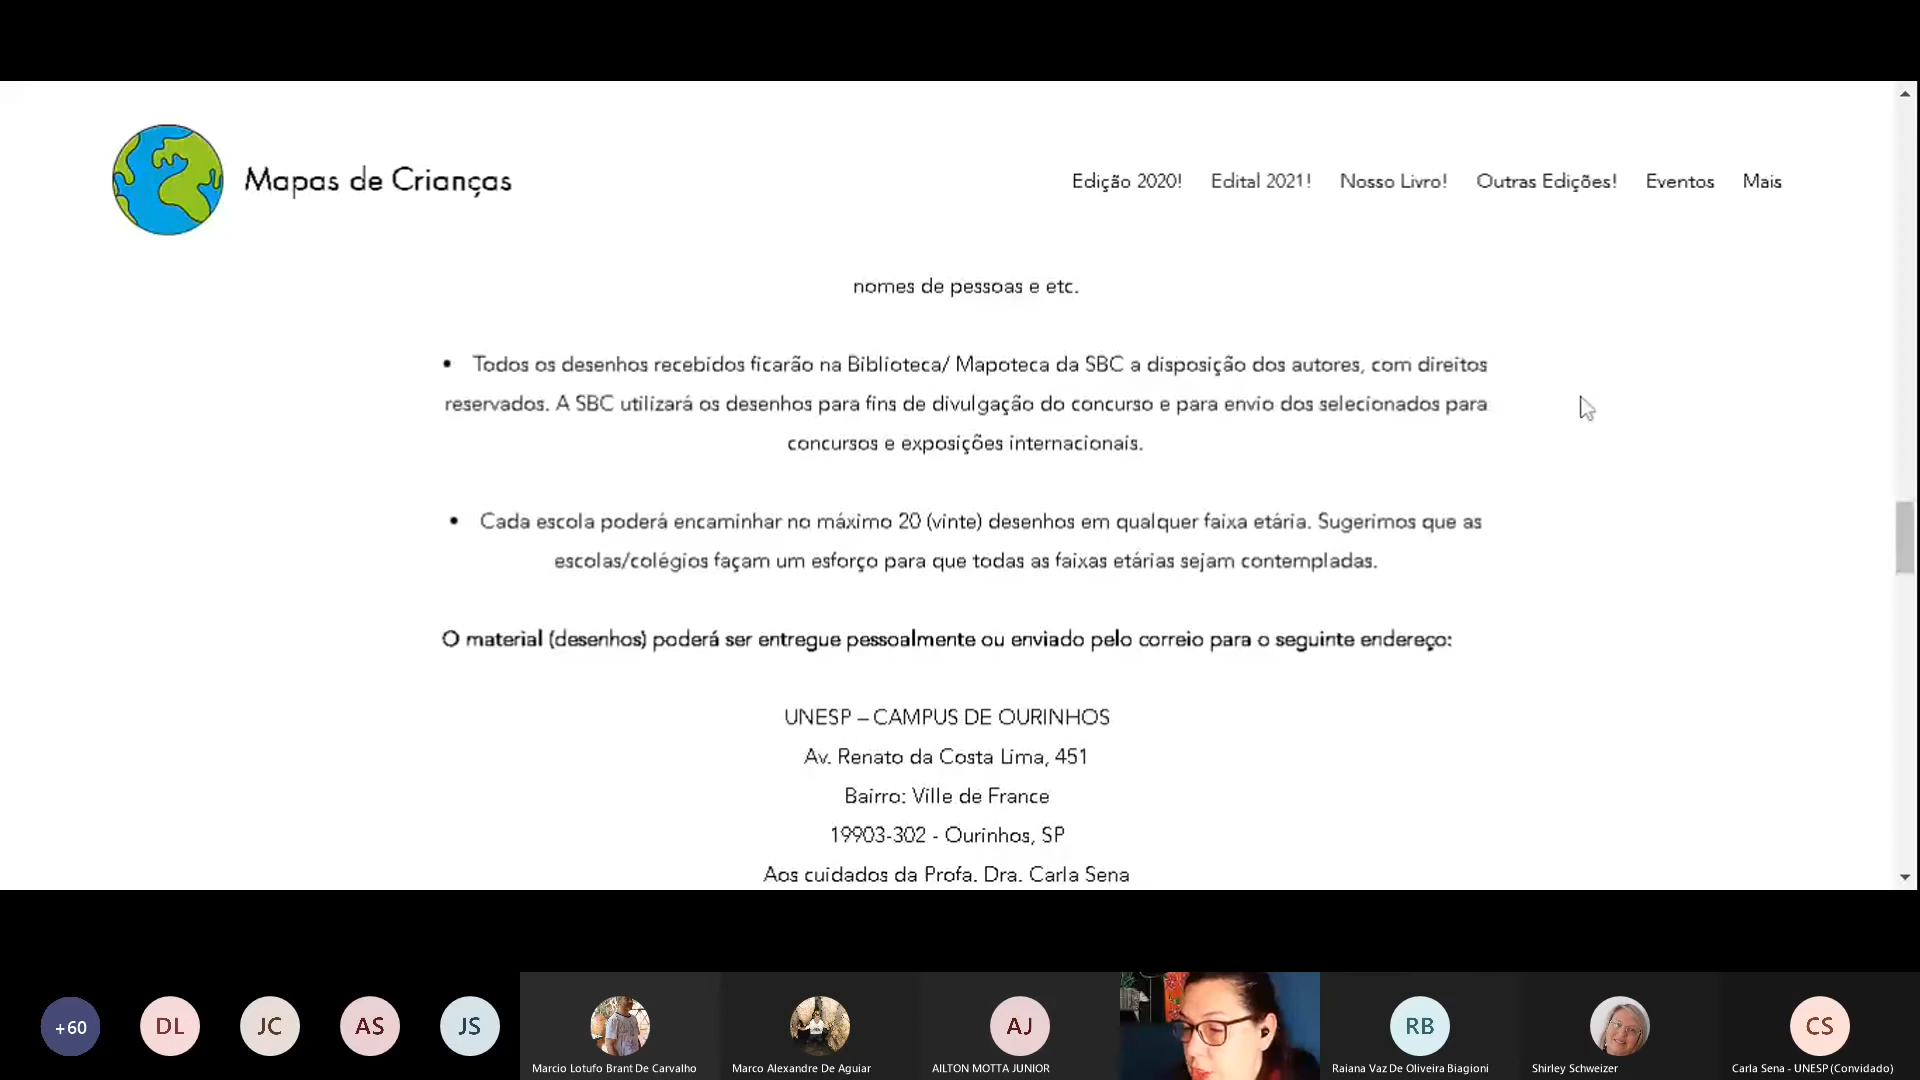 Mapas de Crianças
Edição 2020!
Edital 2021!
Nosso Livro!
Outras Edições!
Eventos
Mais
nomes de pessoas e etc.
• Todos os desenhos recebidos ficarão na Biblioteca/ Mapoteca da SBC a disposição dos autores, com direitos
reservados. A SBC utilizará os desenhos para fins de divulgação do concurso e para envio dos selecionados para
concursos e exposições internacionais.
• Cada escola poderá encaminhar no máximo 20 (vinte) desenhos em qualquer faixa etária. Sugerimos que as
escolas/colégios façam um esforço para que todas as faixas etárias sejam contempladas.
O material (desenhos) poderá ser entregue pessoalmente ou enviado pelo correio para o seguinte endereço:
UNESP – CAMPUS DE OURINHOS
Av. Renato da Costa Lima, 451
Bairro: Ville de France
19903-302 - Ourinhos, SP
Aos cuidados da Profa. Dra. Carla Sena
+60
DL
JC
AS
JS
AJ
RB
CS
Marcio Lotufo Brant De Carvalho
Marco Alexandre De Aguiar
AILTON MOTTA JUNIOR
Raiana Vaz De Oliveira Biagioni
Shirley Schweizer
Carla Sena - UNESP (Convidado)